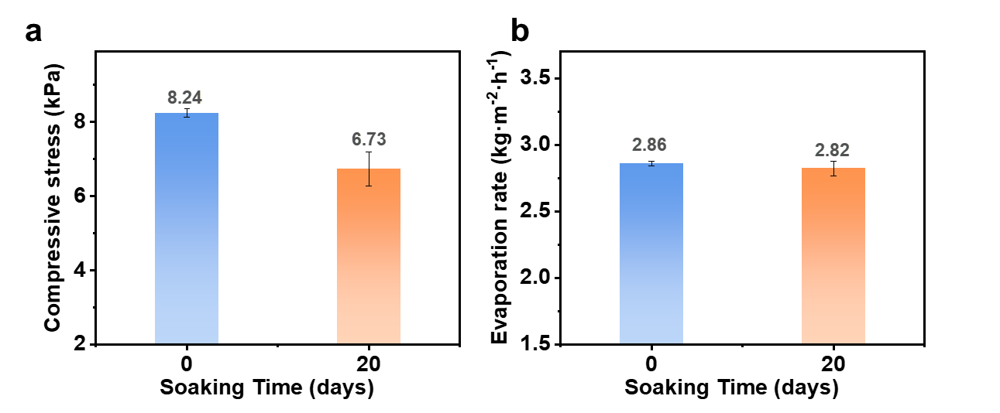 a
Compressive stress (kPa)
8
6
4
2
8.24
6.73
0
20
Soaking Time (days)
b
Evaporation rate (kg·m⁻²·h⁻¹)
3.5
3.0
2.5
2.0
1.5
2.86
2.82
0
20
Soaking Time (days)